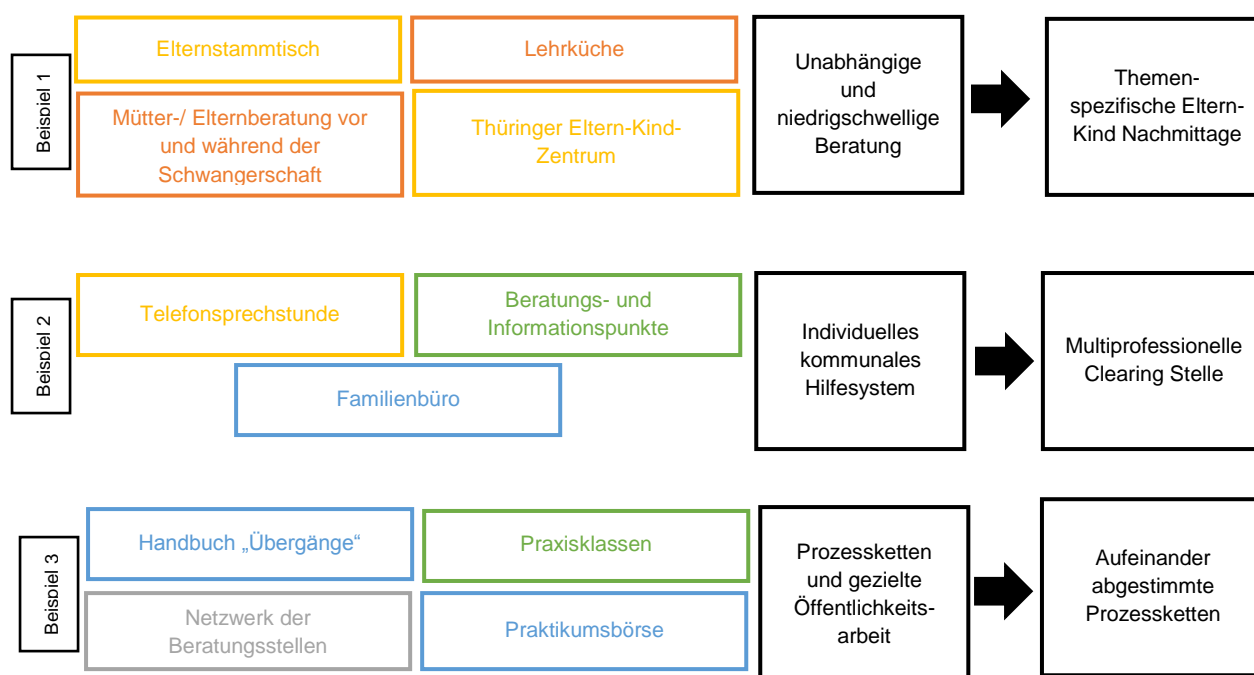 Beispiel 1
Elternstammtisch
Lehrküche
Mütter-/ Elternberatung vor
und während der
Schwangerschaft
Thüringer Eltern-Kind-
Zentrum
Unabhängige
und
niedrigschwellige
Beratung
Themen-
spezifische Eltern-
Kind Nachmittage
Beispiel 2
Telefonsprechstunde
Beratungs- und
Informationspunkte
Familienbüro
Individuelles
kommunales
Hilfesystem
Multiprofessionelle
Clearing Stelle
Beispiel 3
Handbuch „Übergänge“
Praxisklassen
Netzwerk der
Beratungsstellen
Praktikumsbörse
Prozessketten
und gezielte
Öffentlichkeits-
arbeit
Aufeinander
abgestimmte
Prozessketten